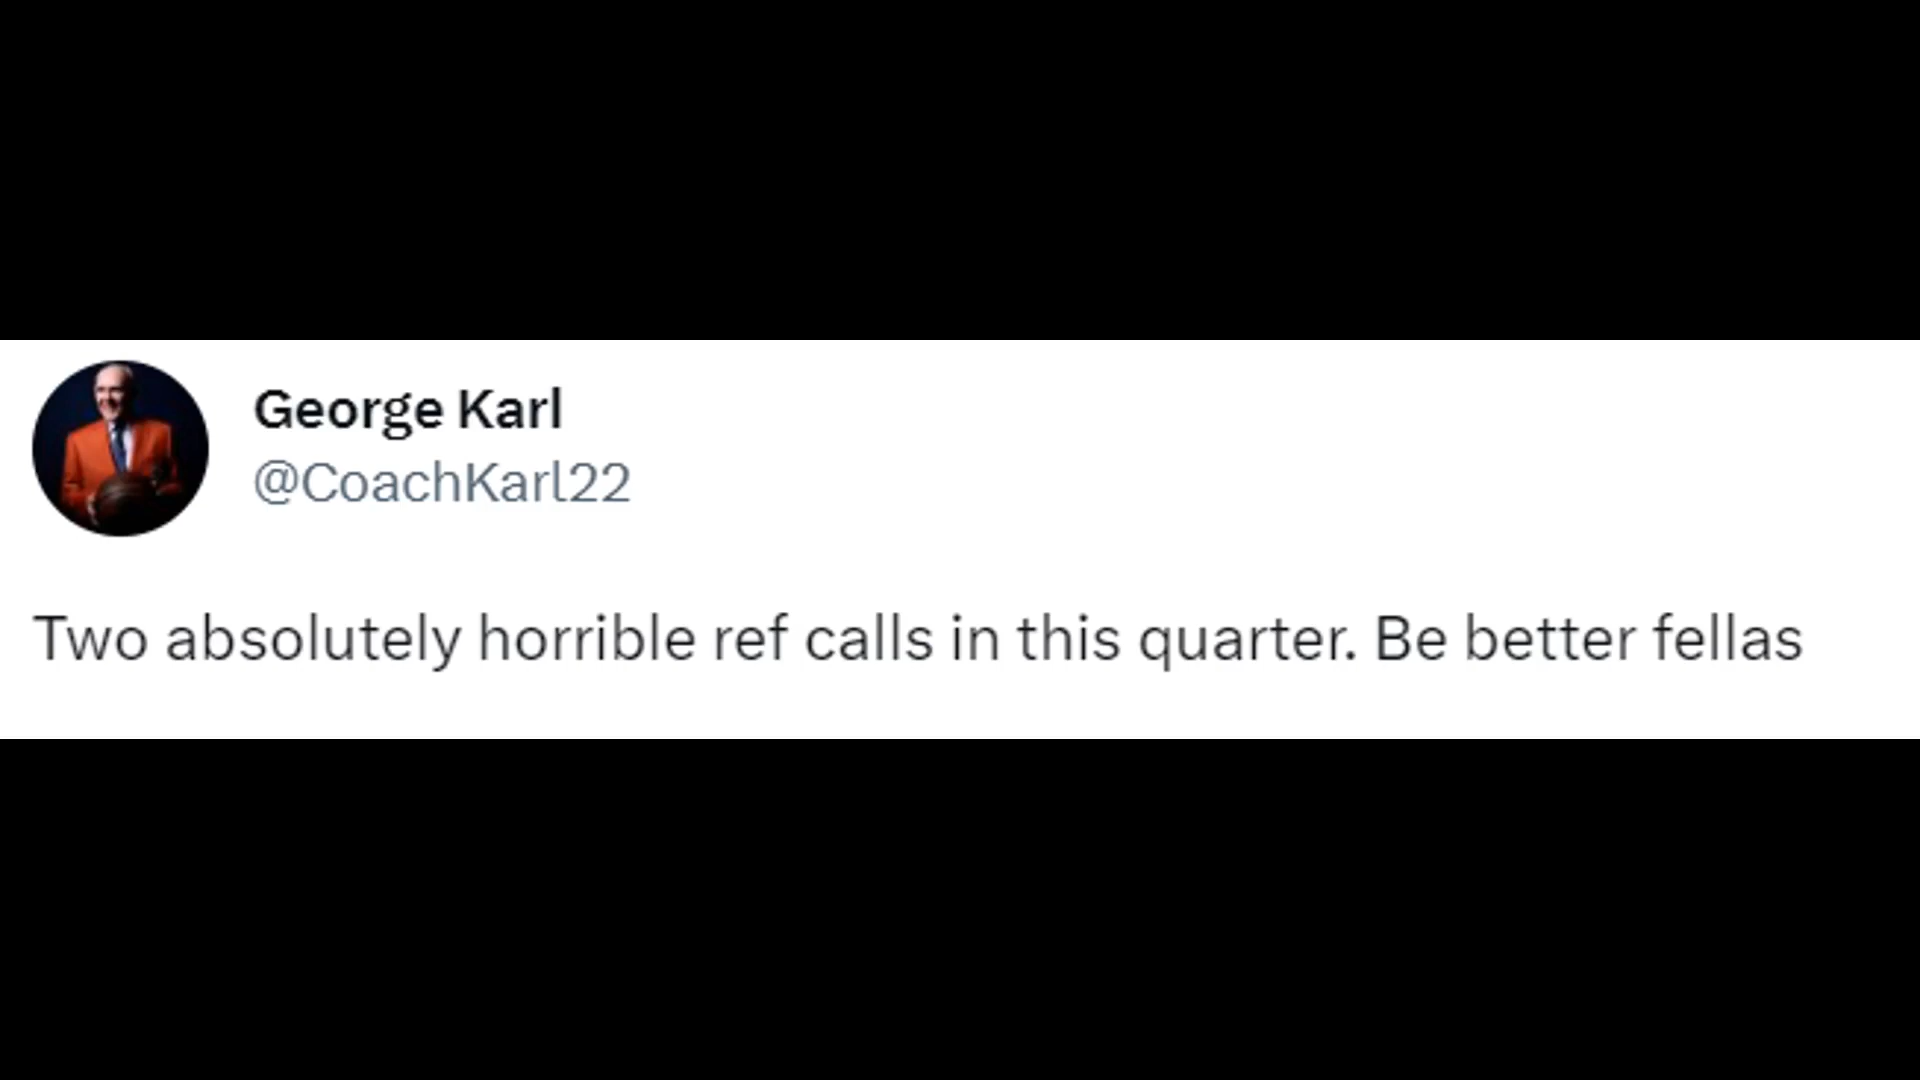 George Karl
@CoachKarl22
Two absolutely horrible ref calls in this quarter. Be better fellas